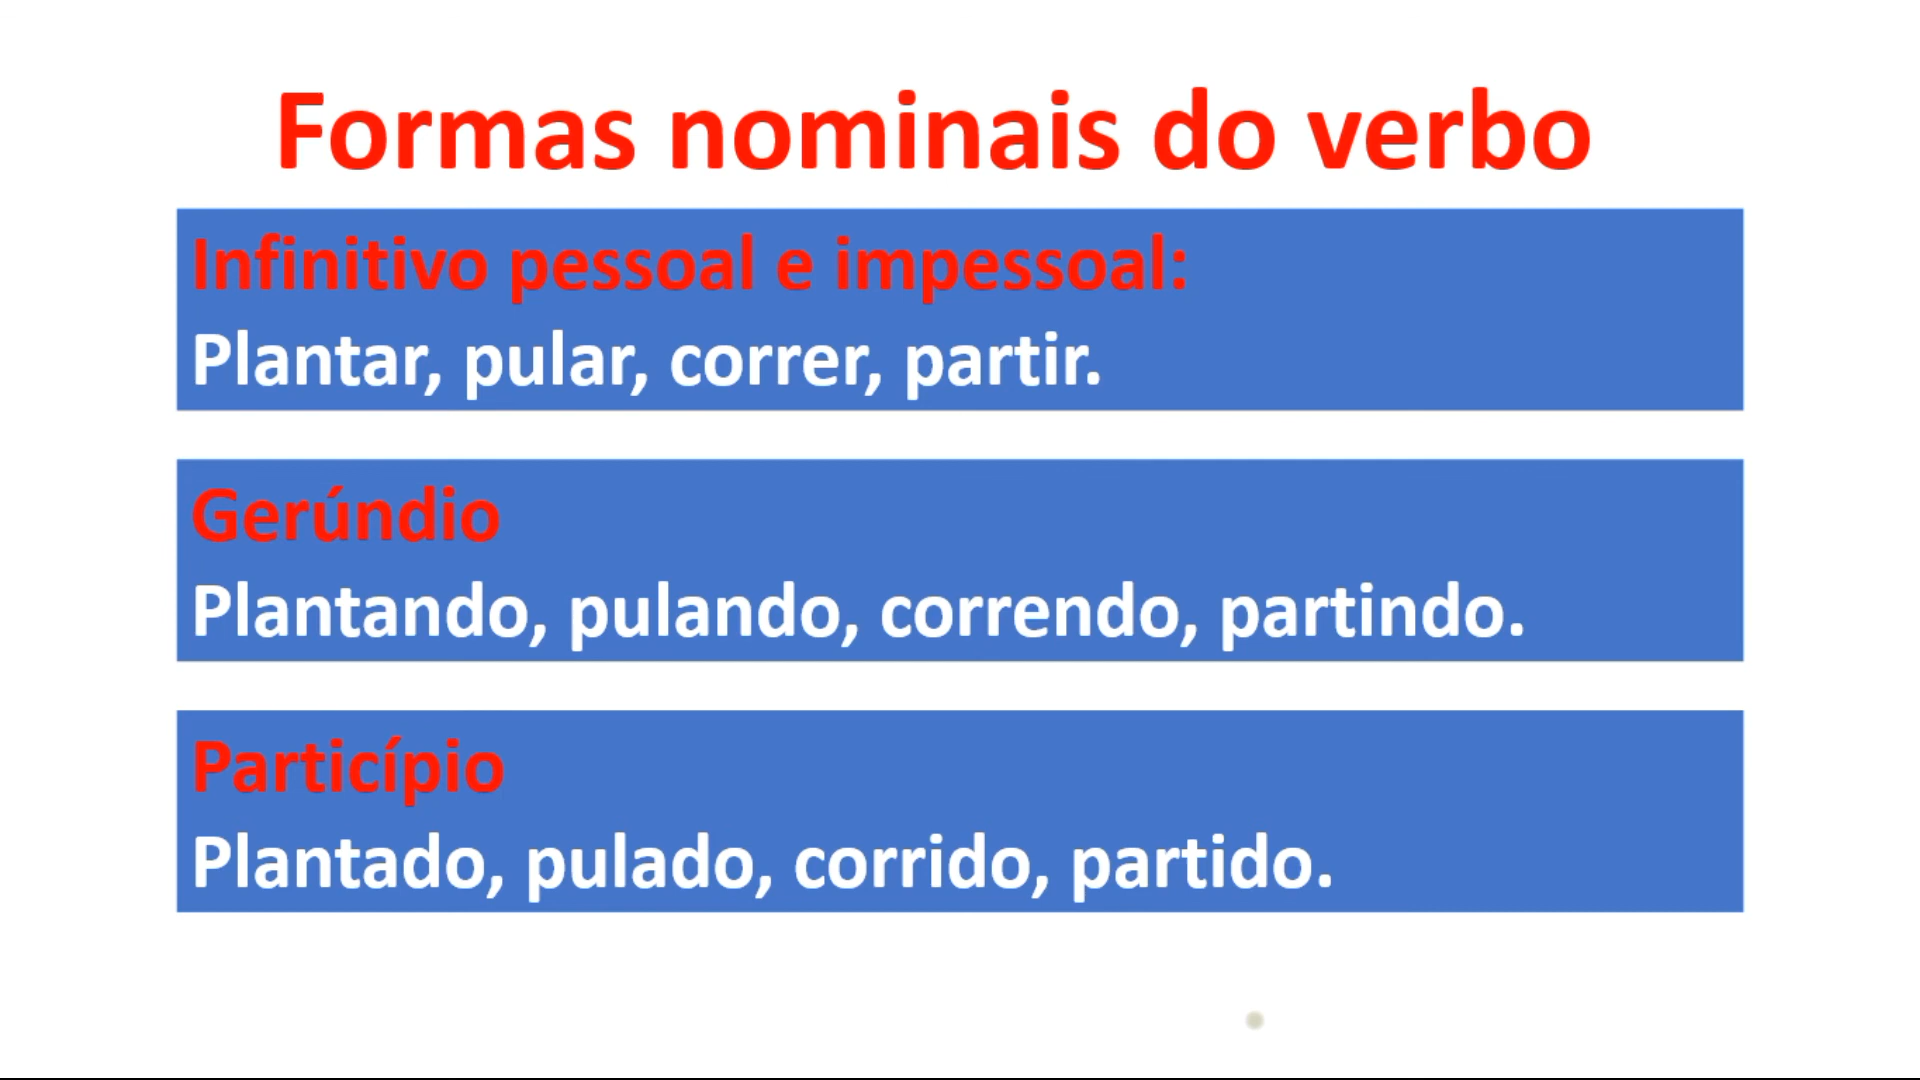 Formas nominais do verbo
Infinitivo pessoal e impessoal:
Plantar, pular, correr, partir.
Gerúndio
Plantando, pulando, correndo, partindo.
Particípio
Plantado, pulado, corrido, partido.